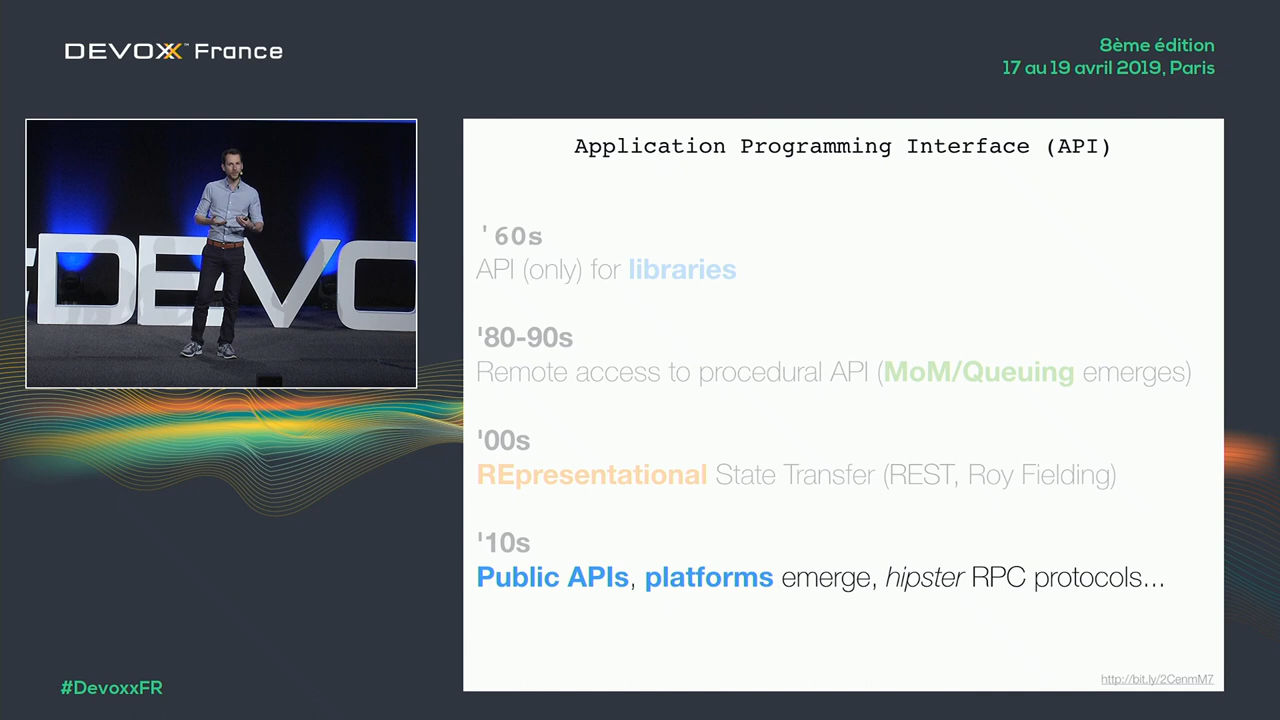 DEVOXX™ France
8ème édition
17 au 19 avril 2019, Paris
#DEVO
Application Programming Interface (API)
'60s
API (only) for libraries
'80-90s
Remote access to procedural API (MoM/Queuing emerges)
'00s
REpresentational State Transfer (REST, Roy Fielding)
'10s
Public APIs, platforms emerge, hipster RPC protocols...
http://bit.ly/2CenmM7
#DevoxxFR